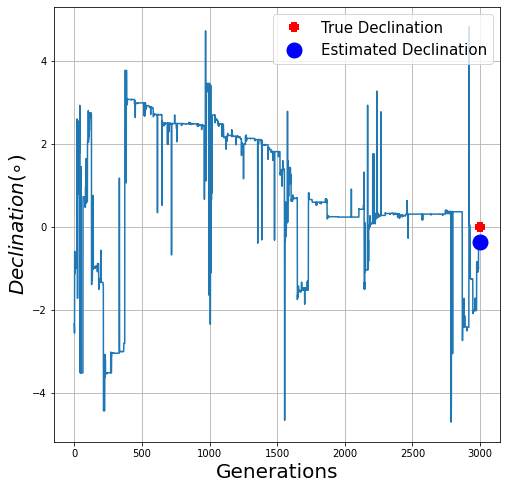 True Declination
Estimated Declination
Declination(∘)
4
2
0
−2
−4
0 500 1000 1500 2000 2500 3000
Generations